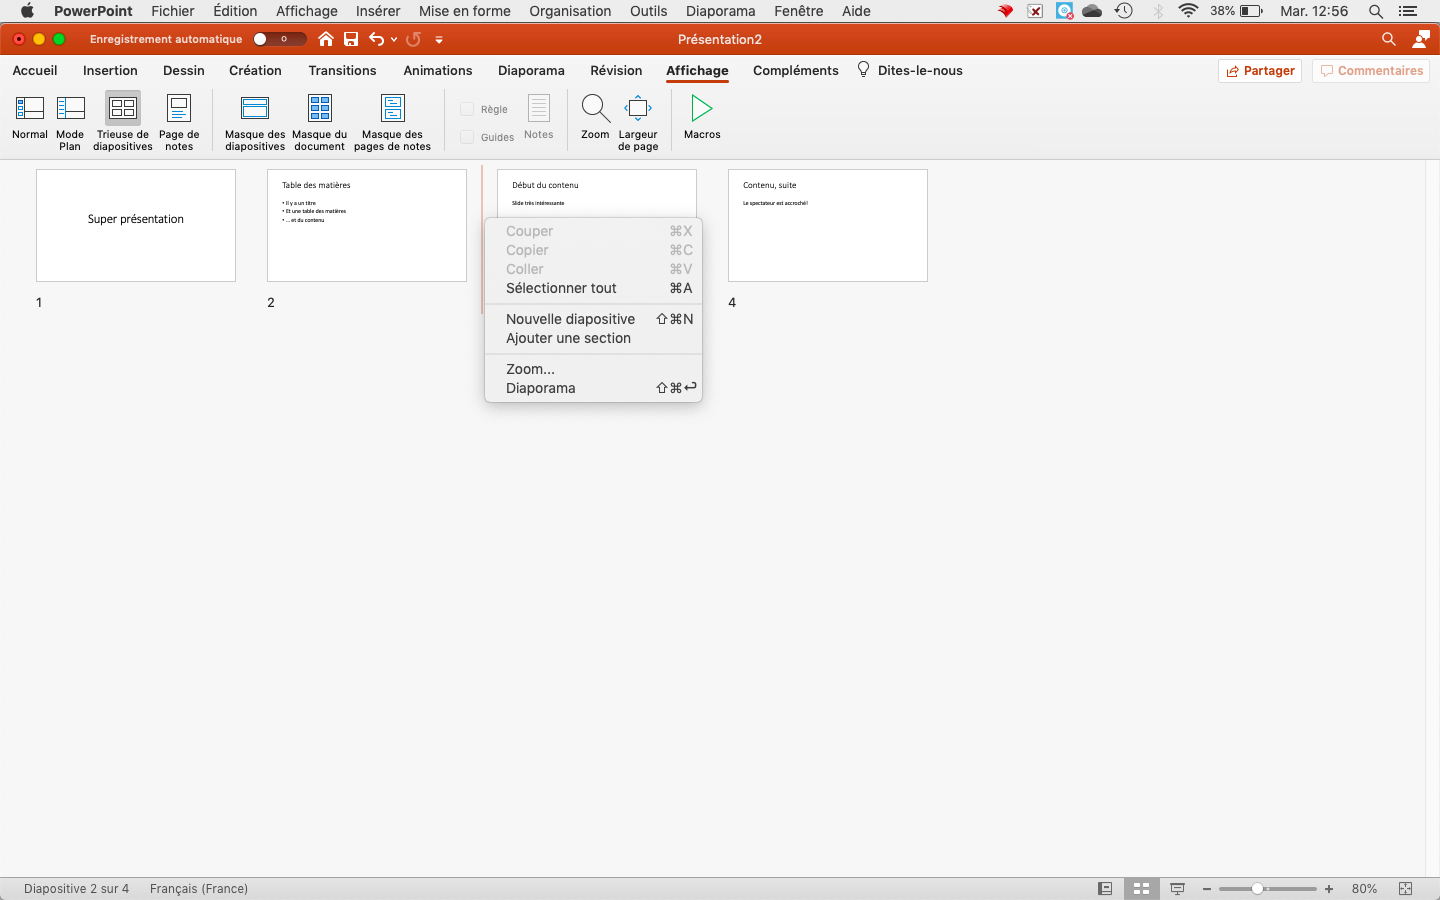 PowerPoint Fichier Édition Affichage Insérer Mise en forme Organisation Outils Diaporama Fenêtre Aide 38% Mar. 12:56
Enregistrement automatique Présentation2
Accueil Insertion Dessin Création Transitions Animations Diaporama Révision Affichage Compléments Dites-le-nous Partager Commentaires
Normal
Mode
Plan
Trieuse de
diapositives
Page de
notes
Masque des
diapositives
Masque du
document
Masque des
pages de notes
Règle
Guides
Notes
Zoom
Largeur
de page
Macros
Super présentation
1
Table des matières
• Il y a un titre
• Et une table des matières
• ... et du contenu
2
Début du contenu
Slide très intéressante
Contenu, suite
Le spectateur est accroché!
4
Couper ⌘X
Copier ⌘C
Coller ⌘V
Sélectionner tout ⌘A
Nouvelle diapositive ⇧⌘N
Ajouter une section
Zoom...
Diaporama ⇧⌘↩
Diapositive 2 sur 4 Français (France) 80%